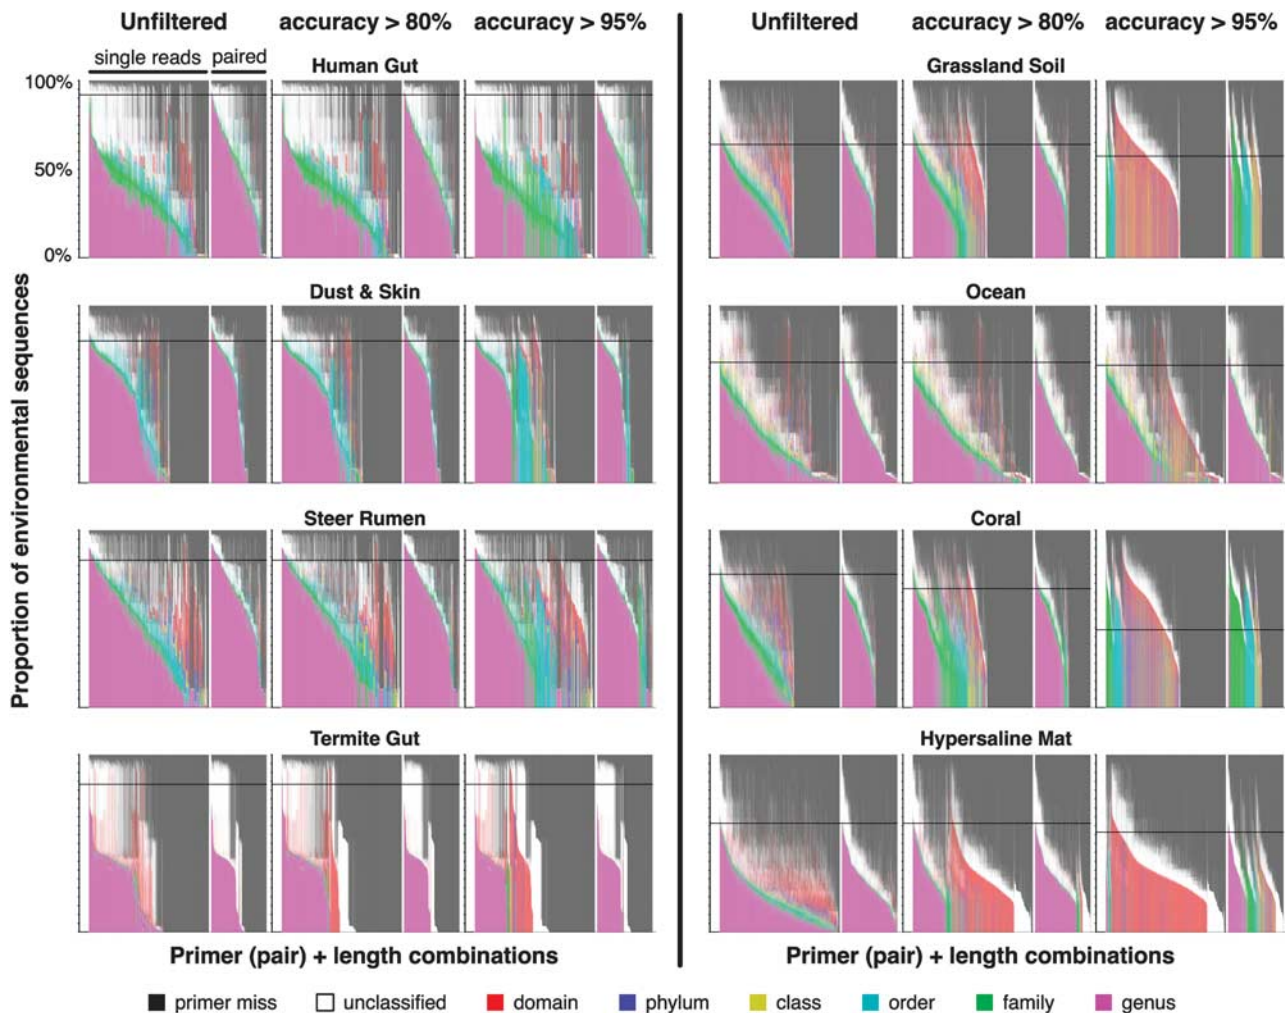 Unfiltered accuracy > 80% accuracy > 95% Unfiltered accuracy > 80% accuracy > 95%
single reads paired
Human Gut Grassland Soil
100%
50%
0%
Dust & Skin Ocean
Steer Rumen Coral
Termite Gut Hypersaline Mat
Proportion of environmental sequences
Primer (pair) + length combinations Primer (pair) + length combinations
primer miss unclassified domain phylum class order family genus